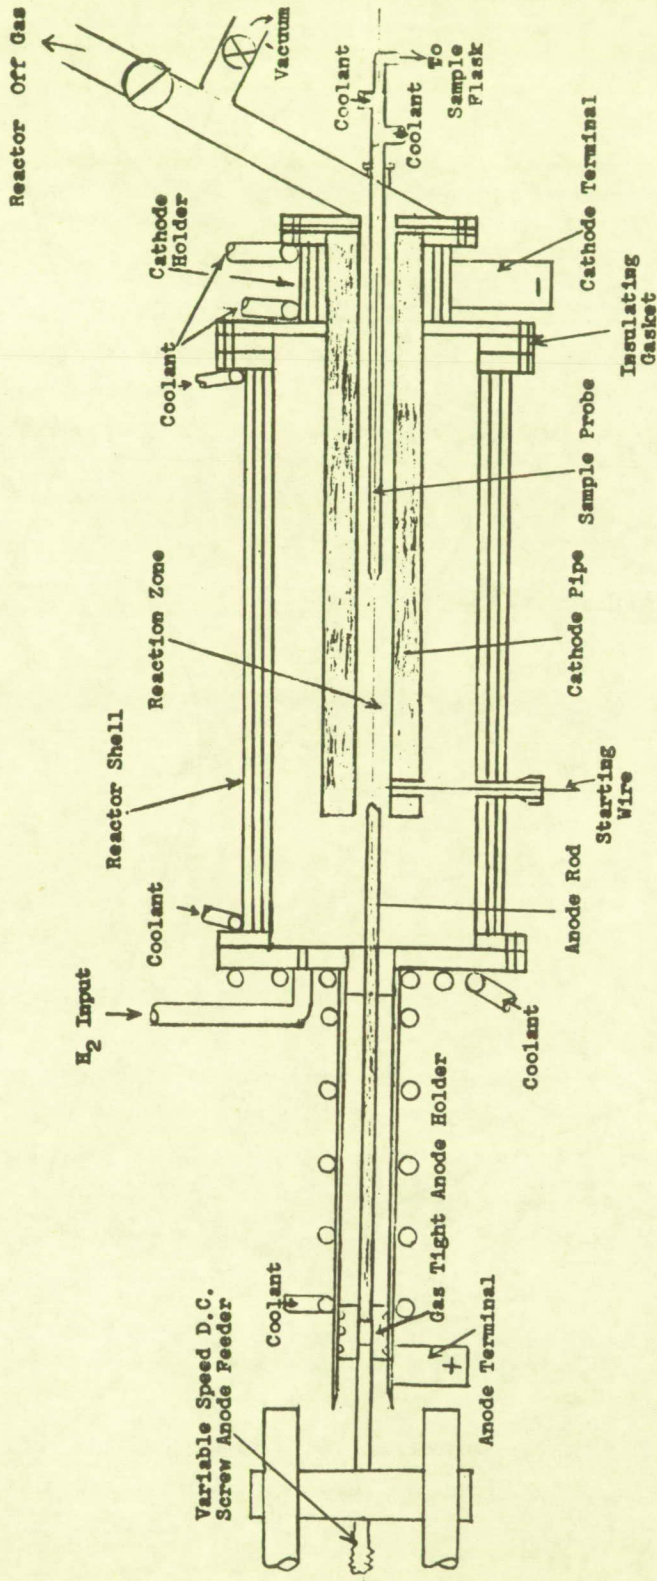 Reactor Off Gas
Vacuum
Coolant
Coolant
To
Sample
Flask
Cathode
Holder
Coolant
Coolant
Cathode Terminal
-
Insulating
Gasket
Reaction Zone
Sample Probe
Cathode Pipe
Reactor Shell
Starting
Wire
Coolant
Anode Rod
H2 Input
Coolant
Gas Tight Anode Holder
Coolant
Variable Speed D.C.
Screw Anode Feeder
Anode Terminal
+